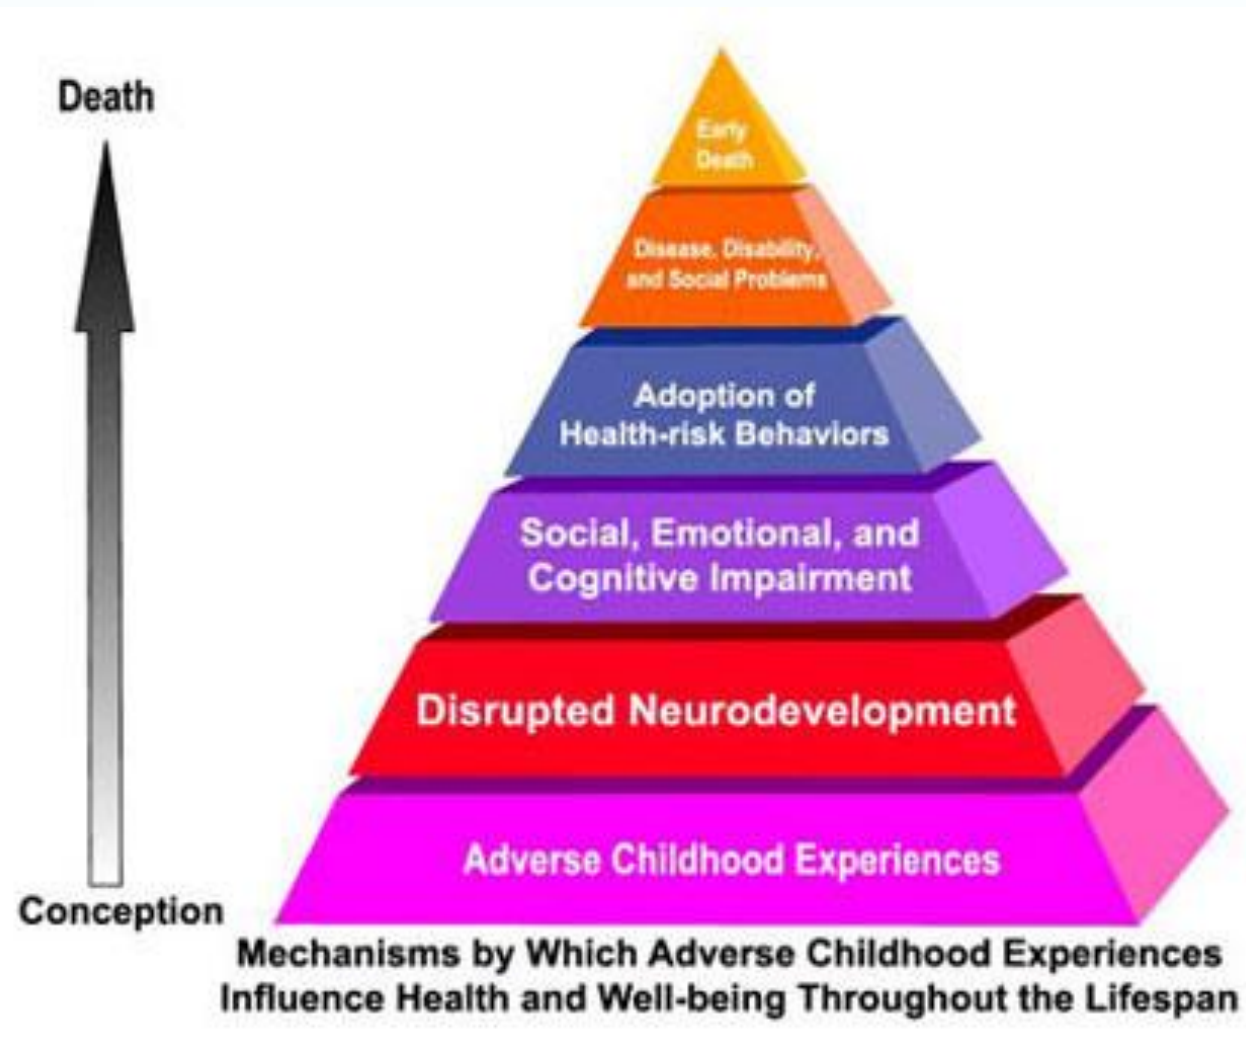 Death
Early
Death
Disease, Disability,
and Social Problems
Adoption of
Health-risk Behaviors
Social, Emotional, and
Cognitive Impairment
Disrupted Neurodevelopment
Adverse Childhood Experiences
Conception
Mechanisms by Which Adverse Childhood Experiences
Influence Health and Well-being Throughout the Lifespan